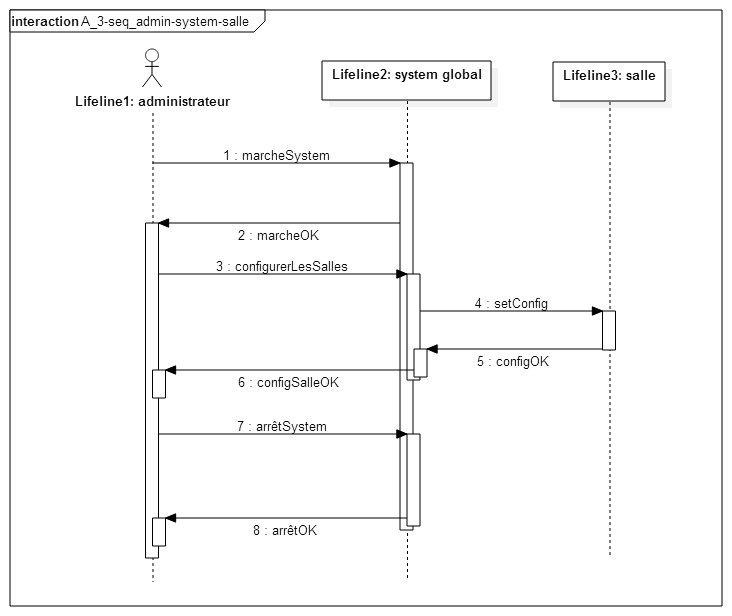 interaction A_3-seq_admin-system-salle
Lifeline1: administrateur
Lifeline2: system global
Lifeline3: salle
1 : marcheSystem
2 : marcheOK
3 : configurerLesSalles
4 : setConfig
5 : configOK
6 : configSalleOK
7 : arrêtSystem
8 : arrêtOK